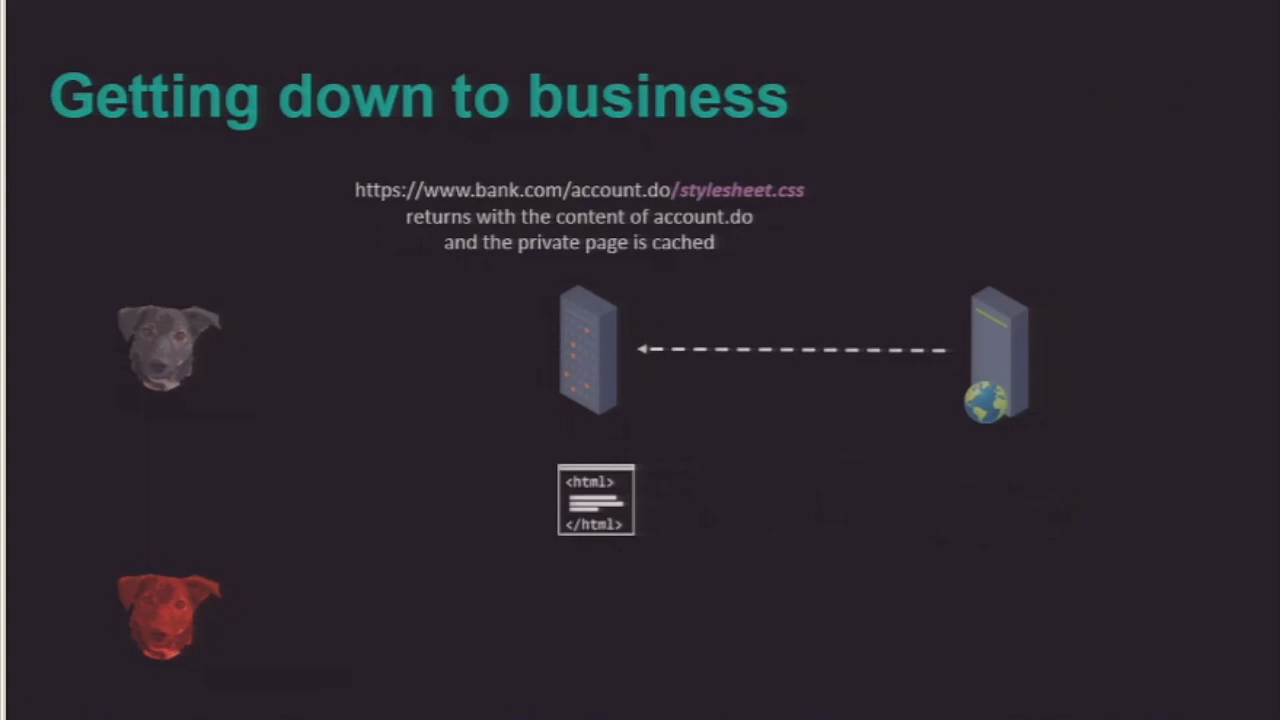 Getting down to business
https://www.bank.com/account.do/stylesheet.css
returns with the content of account.do
and the private page is cached
<html>
</html>